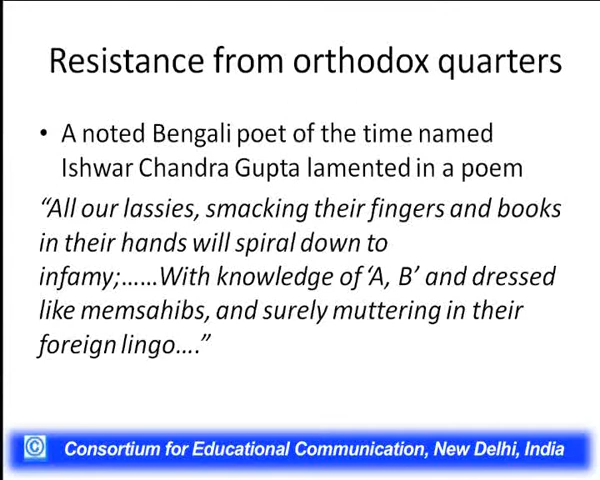 Resistance from orthodox quarters
• A noted Bengali poet of the time named
Ishwar Chandra Gupta lamented in a poem
“All our lassies, smacking their fingers and books
in their hands will spiral down to
infamy;……With knowledge of ‘A, B’ and dressed
like memsahibs, and surely muttering in their
foreign lingo….”
© Consortium for Educational Communication, New Delhi, India